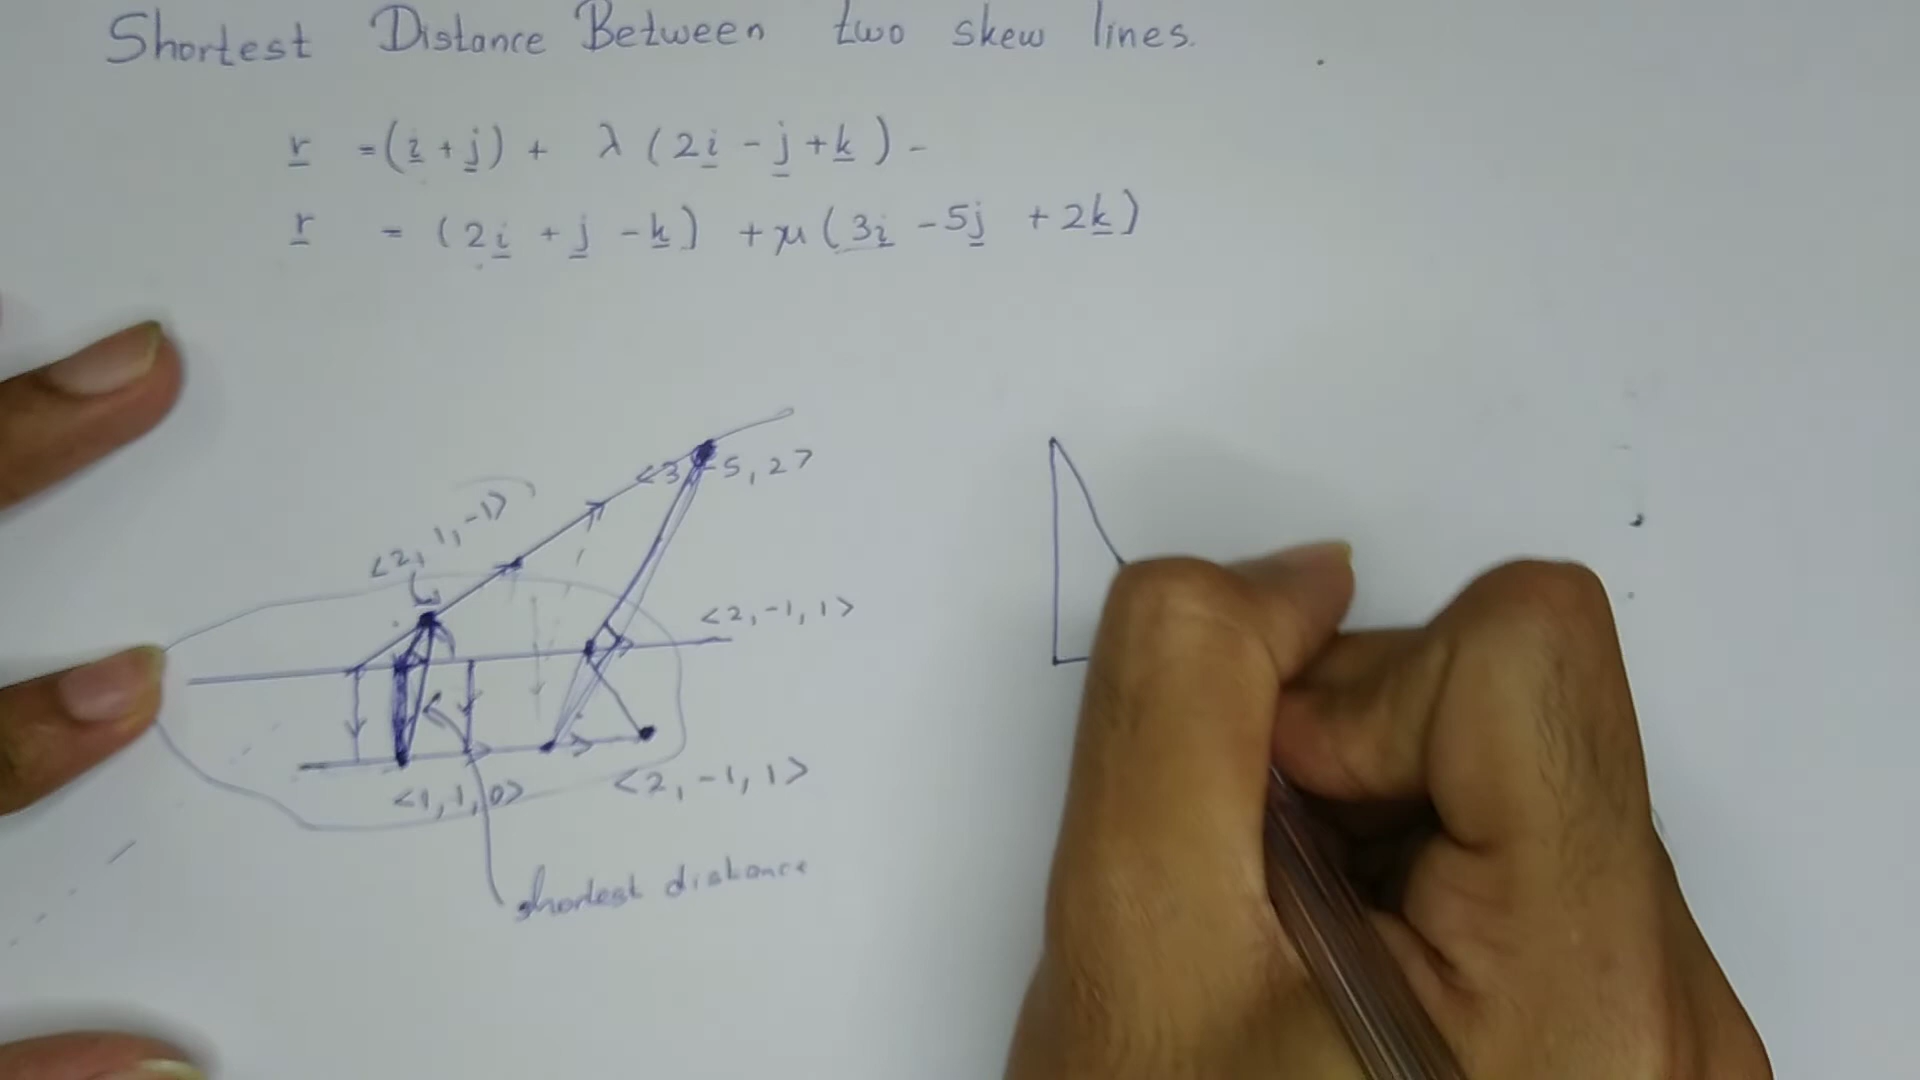 Shortest Distance Between two skew lines.
r = (i + j) + λ (2i - j + k) -
r = (2i + j - k) + μ (3i - 5j + 2k)
<3, -5, 2>
<2, 1, -1>
<2, -1, 1>
<1, 1, 0>
<2, -1, 1>
shortest distance